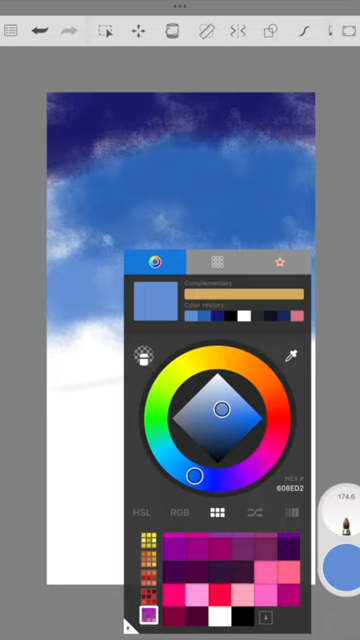 Complementary
Color History
HEX #
608ED2
HSL
RGB
174.6